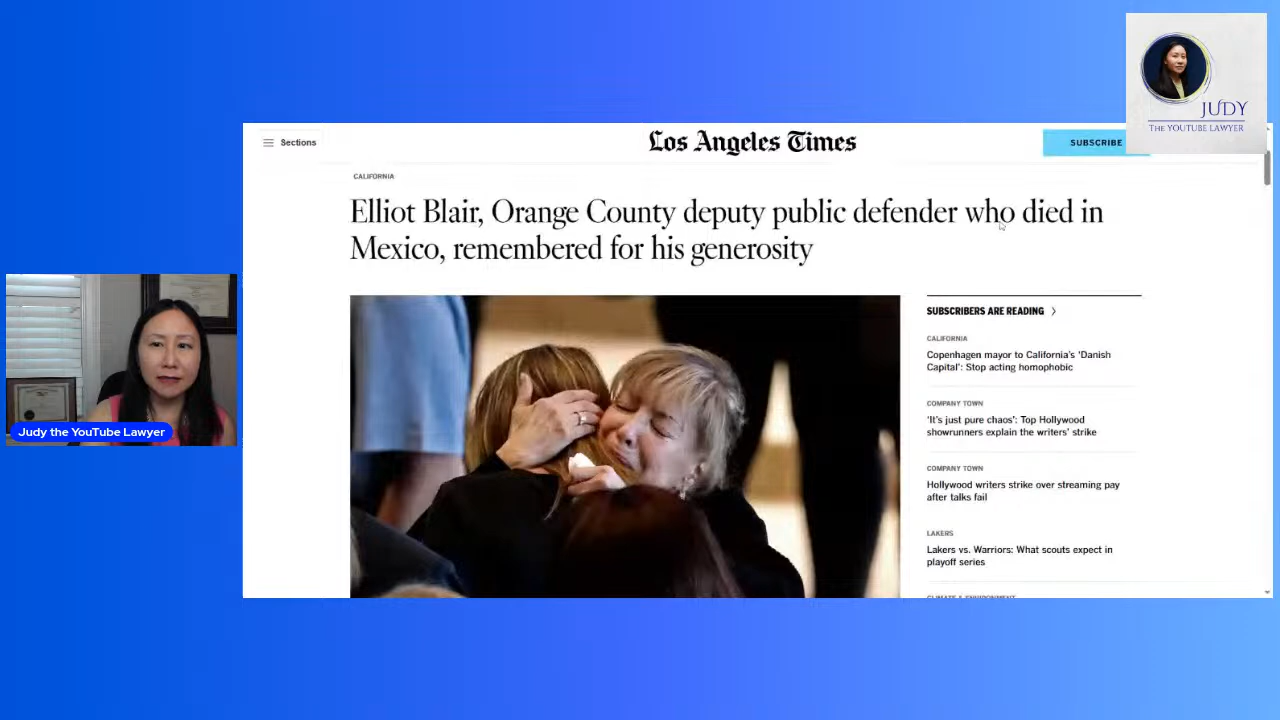 JUDY
THE YOUTUBE LAWYER
Sections
Los Angeles Times
SUBSCRIBE
CALIFORNIA
Elliot Blair, Orange County deputy public defender who died in
Mexico, remembered for his generosity
SUBSCRIBERS ARE READING
CALIFORNIA
Copenhagen mayor to California's 'Danish
Capital': Stop acting homophobic
COMPANY TOWN
'It's just pure chaos': Top Hollywood
showrunners explain the writers' strike
COMPANY TOWN
Hollywood writers strike over streaming pay
after talks fail
LAKERS
Lakers vs. Warriors: What scouts expect in
playoff series
CLIMATE & ENVIRONMENT
Judy the YouTube Lawyer